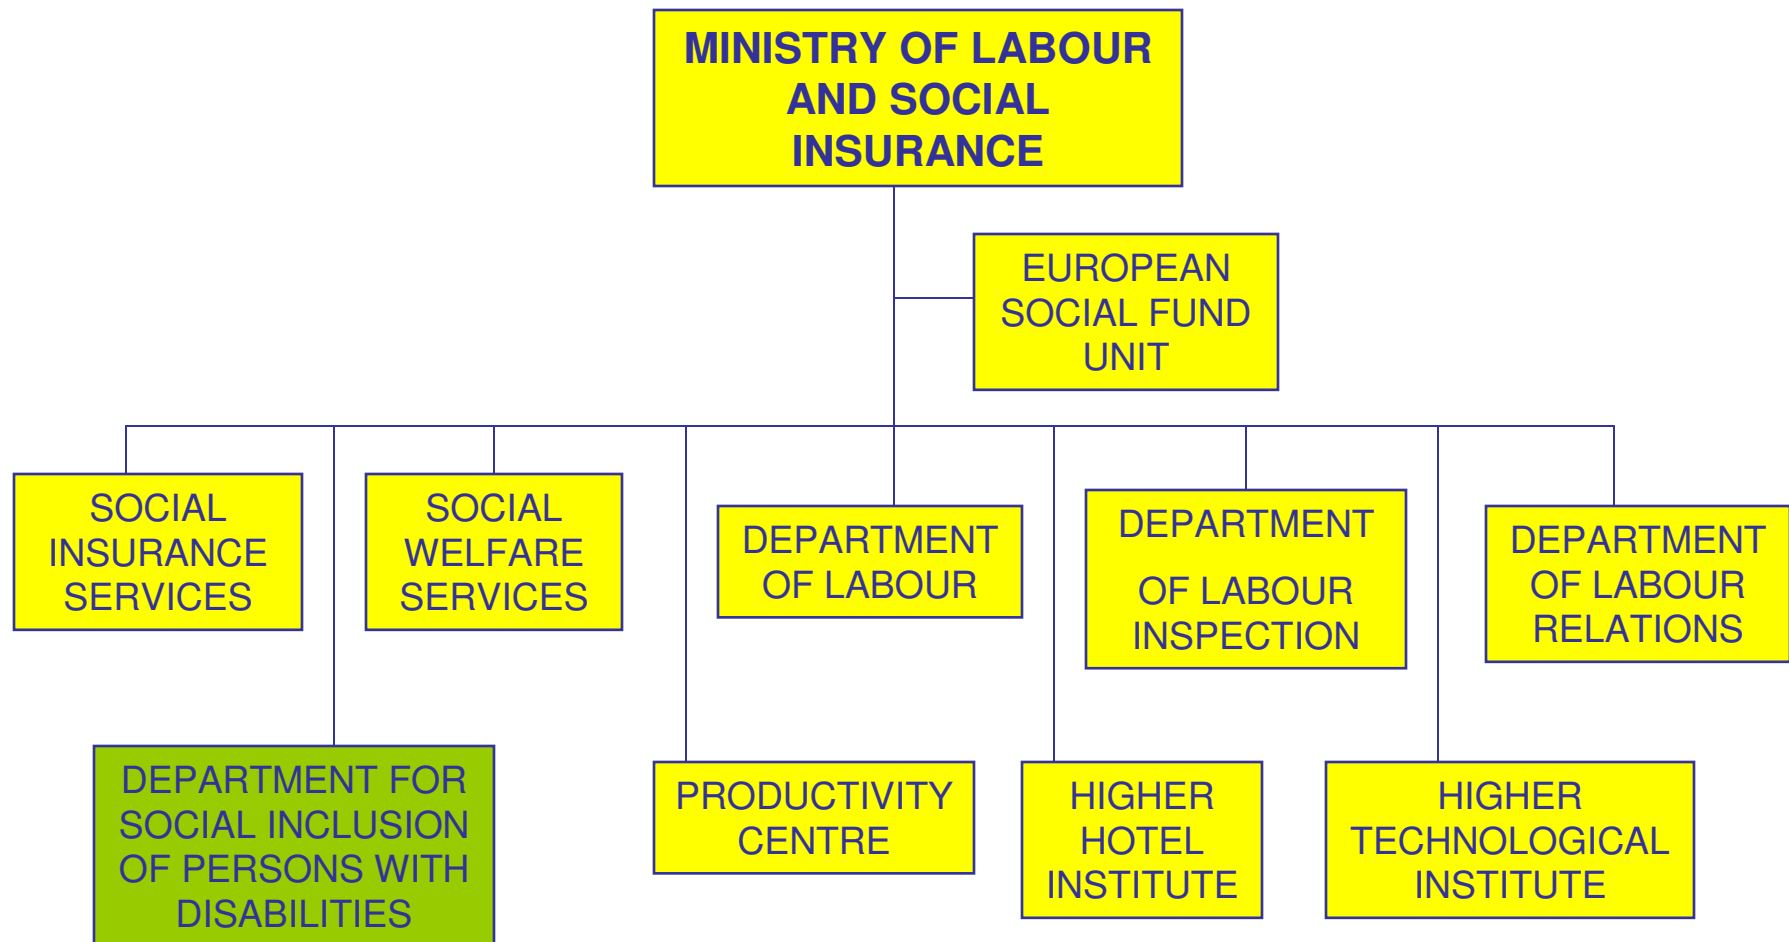 MINISTRY OF LABOUR
AND SOCIAL
INSURANCE
EUROPEAN
SOCIAL FUND
UNIT
SOCIAL
INSURANCE
SERVICES
SOCIAL
WELFARE
SERVICES
DEPARTMENT
OF LABOUR
DEPARTMENT
OF LABOUR
INSPECTION
DEPARTMENT
OF LABOUR
RELATIONS
DEPARTMENT FOR
SOCIAL INCLUSION
OF PERSONS WITH
DISABILITIES
PRODUCTIVITY
CENTRE
HIGHER
HOTEL
INSTITUTE
HIGHER
TECHNOLOGICAL
INSTITUTE